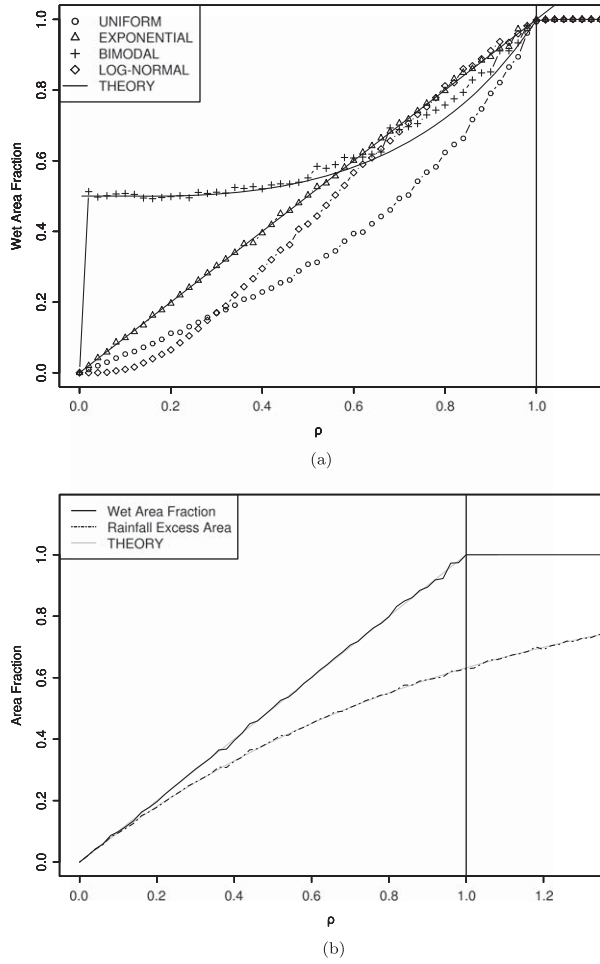 UNIFORM
EXPONENTIAL
BIMODAL
LOG-NORMAL
THEORY
Wet Area Fraction
0.0
0.2
0.4
0.6
0.8
1.0
0.0
0.2
0.4
0.6
0.8
1.0
ρ
(a)
Wet Area Fraction
Rainfall Excess Area
THEORY
Area Fraction
0.0
0.2
0.4
0.6
0.8
1.0
0.0
0.2
0.4
0.6
0.8
1.0
1.2
ρ
(b)